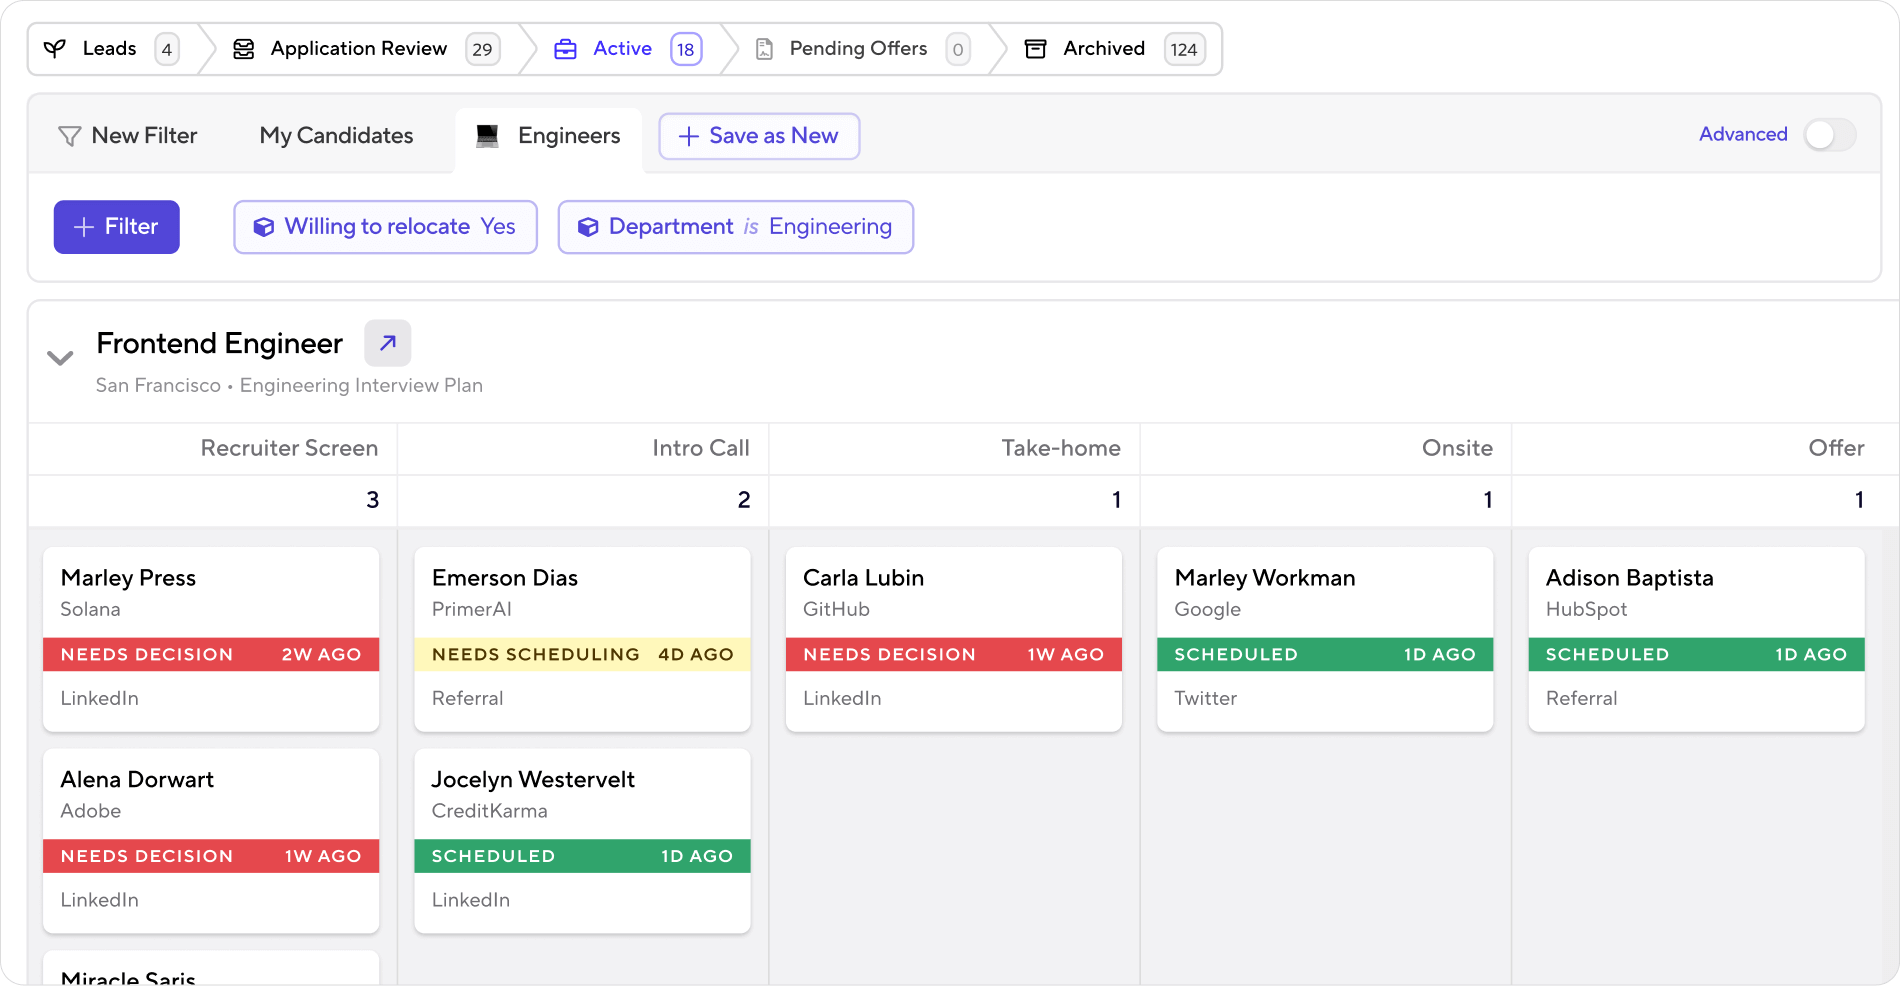 Leads 4 Application Review 29 Active 18 Pending Offers 0 Archived 124
New Filter My Candidates Engineers + Save as New Advanced
+ Filter Willing to relocate Yes Department is Engineering
Frontend Engineer
San Francisco • Engineering Interview Plan
Recruiter Screen Intro Call Take-home Onsite Offer
3 2 1 1 1
Marley Press
Solana
NEEDS DECISION 2W AGO
LinkedIn
Alena Dorwart
Adobe
NEEDS DECISION 1W AGO
LinkedIn
Miracle Saris
Emerson Dias
PrimerAI
NEEDS SCHEDULING 4D AGO
Referral
Jocelyn Westervelt
CreditKarma
SCHEDULED 1D AGO
LinkedIn
Carla Lubin
GitHub
NEEDS DECISION 1W AGO
LinkedIn
Marley Workman
Google
SCHEDULED 1D AGO
Twitter
Adison Baptista
HubSpot
SCHEDULED 1D AGO
Referral